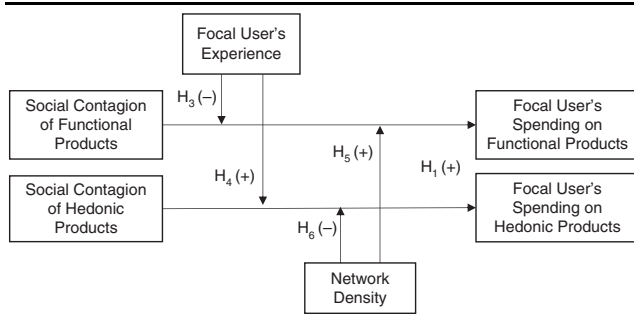 Focal User's
Experience
H3 (–)
Social Contagion
of Functional
Products
Focal User's
Spending on
Functional Products
H5 (+)
H1 (+)
H4 (+)
Social Contagion
of Hedonic
Products
Focal User's
Spending on
Hedonic Products
H6 (–)
Network
Density